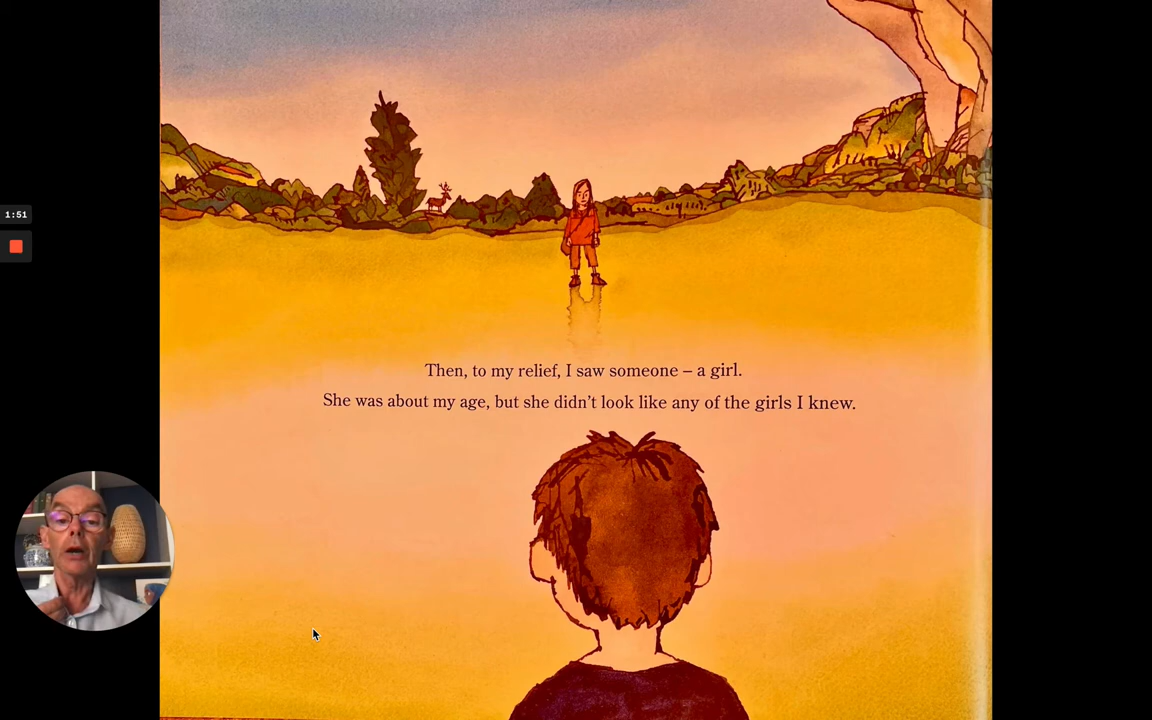 1:51
Then, to my relief, I saw someone – a girl.
She was about my age, but she didn't look like any of the girls I knew.